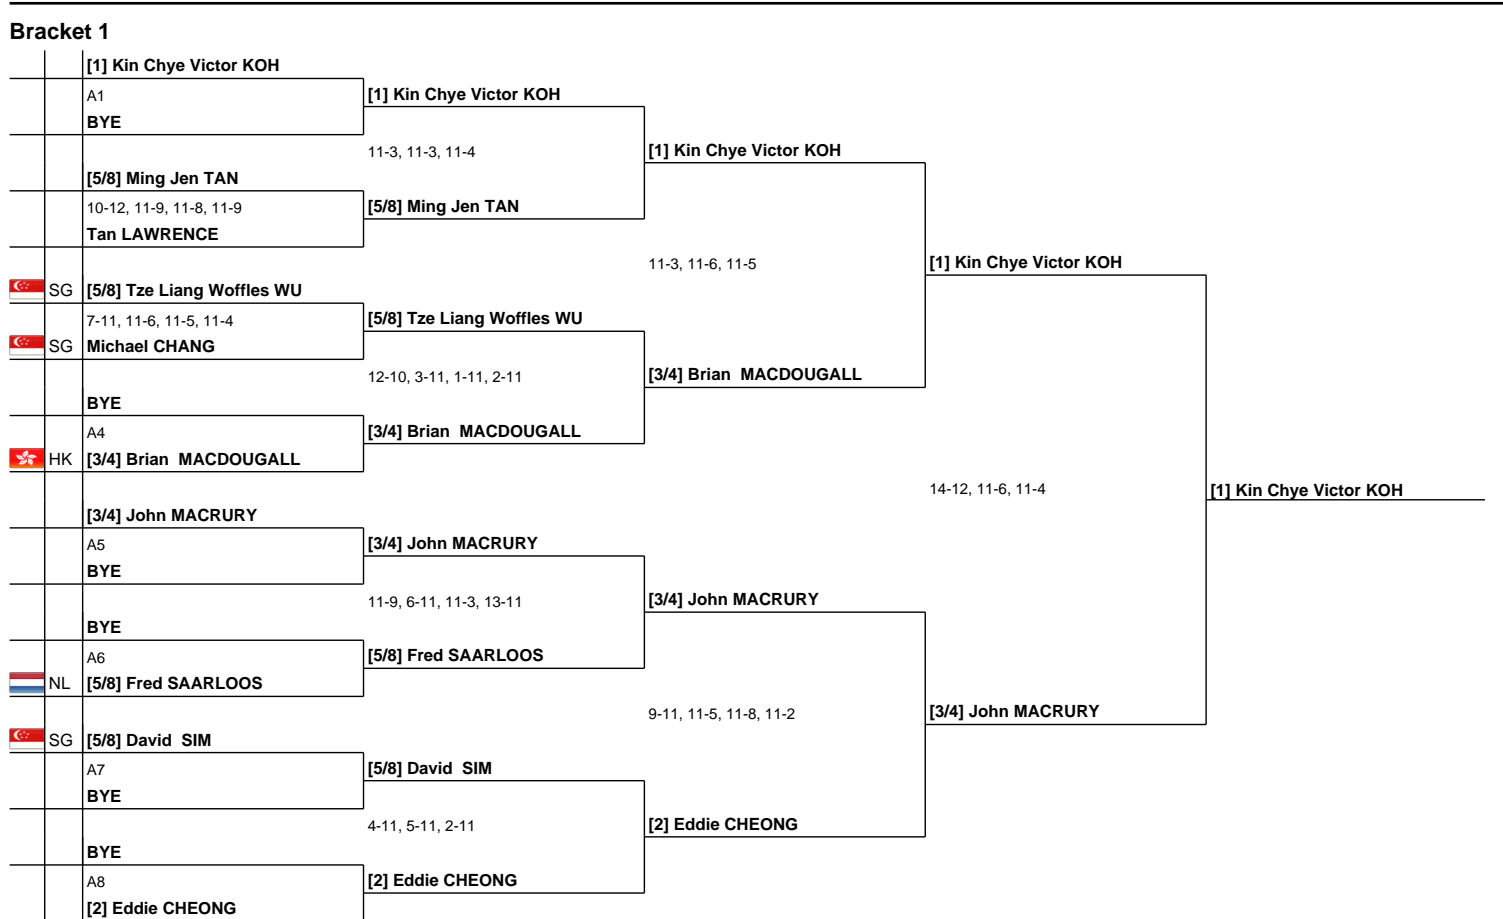 Bracket 1
[1] Kin Chye Victor KOH
A1
[1] Kin Chye Victor KOH
BYE
11-3, 11-3, 11-4
[1] Kin Chye Victor KOH
[5/8] Ming Jen TAN
10-12, 11-9, 11-8, 11-9
[5/8] Ming Jen TAN
Tan LAWRENCE
11-3, 11-6, 11-5
[1] Kin Chye Victor KOH
SG [5/8] Tze Liang Woffles WU
7-11, 11-6, 11-5, 11-4
[5/8] Tze Liang Woffles WU
SG Michael CHANG
12-10, 3-11, 1-11, 2-11
[3/4] Brian MACDOUGALL
BYE
A4
[3/4] Brian MACDOUGALL
HK [3/4] Brian MACDOUGALL
14-12, 11-6, 11-4
[1] Kin Chye Victor KOH
[3/4] John MACRURY
A5
[3/4] John MACRURY
BYE
11-9, 6-11, 11-3, 13-11
[3/4] John MACRURY
BYE
A6
[5/8] Fred SAARLOOS
NL [5/8] Fred SAARLOOS
9-11, 11-5, 11-8, 11-2
[3/4] John MACRURY
SG [5/8] David SIM
A7
[5/8] David SIM
BYE
4-11, 5-11, 2-11
[2] Eddie CHEONG
BYE
A8
[2] Eddie CHEONG
[2] Eddie CHEONG